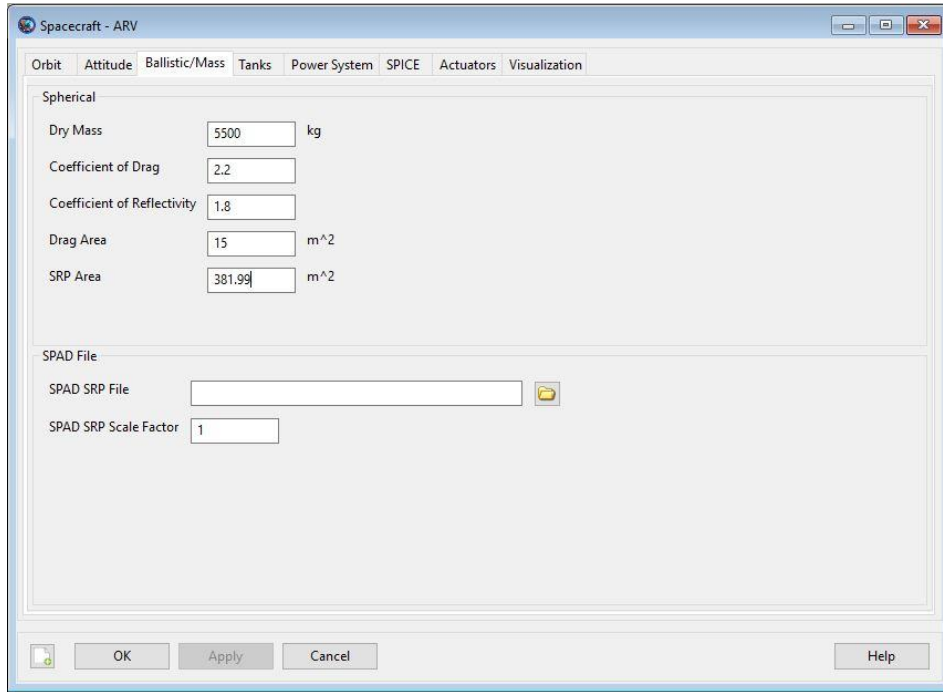 Spacecraft - ARV
Orbit Attitude Ballistic/Mass Tanks Power System SPICE Actuators Visualization
Spherical
Dry Mass 5500 kg
Coefficient of Drag 2.2
Coefficient of Reflectivity 1.8
Drag Area 15 m^2
SRP Area 381.99 m^2
SPAD File
SPAD SRP File
SPAD SRP Scale Factor 1
OK Apply Cancel Help